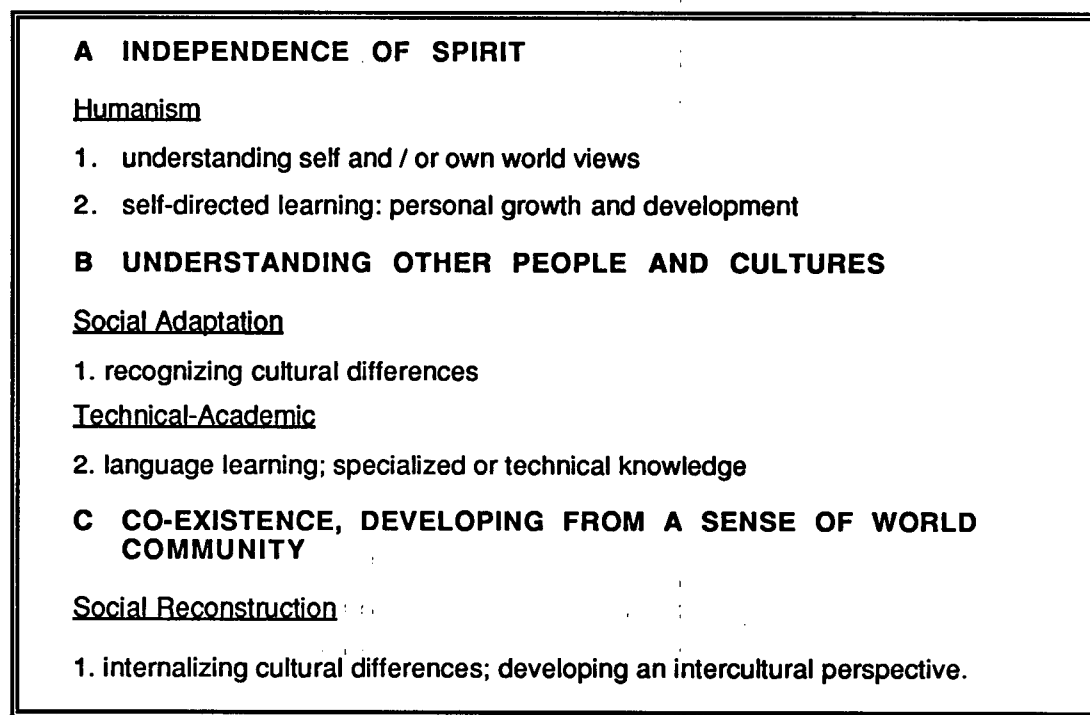 A INDEPENDENCE OF SPIRIT
Humanism
1. understanding self and / or own world views
2. self-directed learning: personal growth and development
B UNDERSTANDING OTHER PEOPLE AND CULTURES
Social Adaptation
1. recognizing cultural differences
Technical-Academic
2. language learning; specialized or technical knowledge
C CO-EXISTENCE, DEVELOPING FROM A SENSE OF WORLD
COMMUNITY
Social Reconstruction
1. internalizing cultural differences; developing an intercultural perspective.